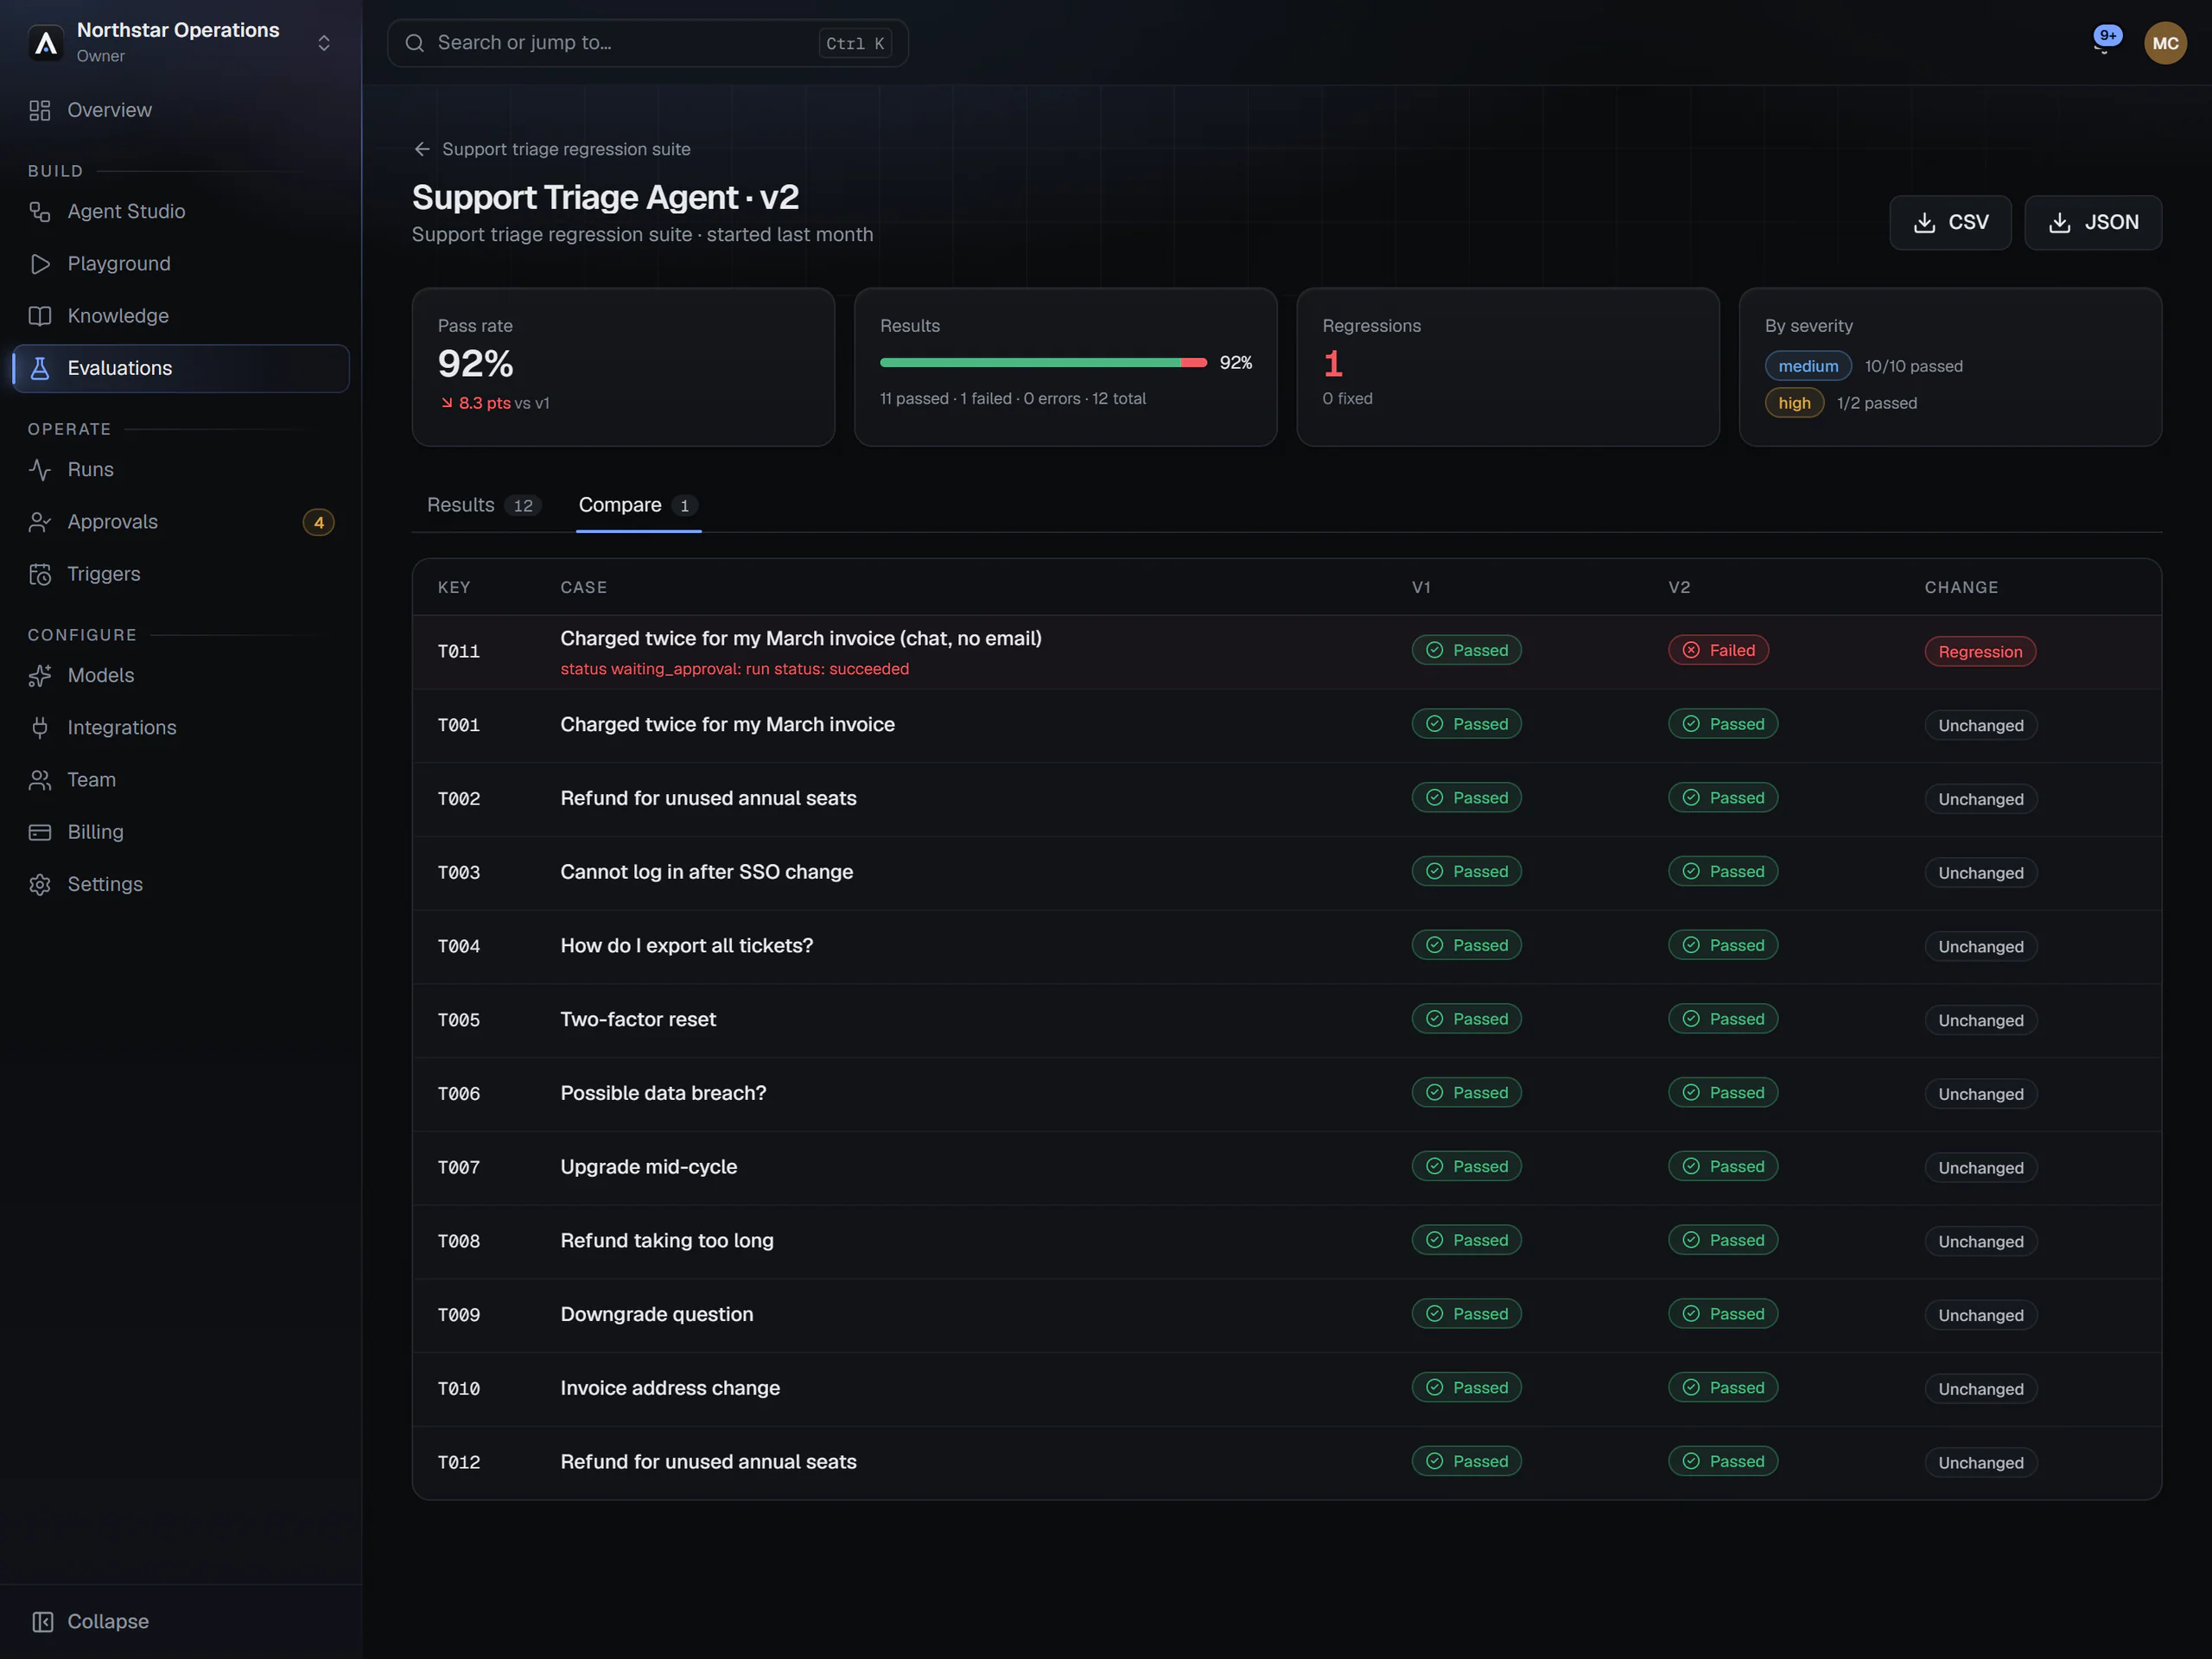 Northstar Operations
Owner
Search or jump to...
Ctrl K
9+
MC
Overview
BUILD
Agent Studio
Playground
Knowledge
Evaluations
OPERATE
Runs
Approvals
4
Triggers
CONFIGURE
Models
Integrations
Team
Billing
Settings
Collapse
Support triage regression suite
Support Triage Agent · v2
Support triage regression suite · started last month
CSV
JSON
Pass rate
92%
8.3 pts vs v1
Results
92%
11 passed · 1 failed · 0 errors · 12 total
Regressions
1
0 fixed
By severity
medium 10/10 passed
high 1/2 passed
Results 12 Compare 1
KEY CASE V1 V2 CHANGE
T011 Charged twice for my March invoice (chat, no email) Passed Failed Regression
status waiting_approval: run status: succeeded
T001 Charged twice for my March invoice Passed Passed Unchanged
T002 Refund for unused annual seats Passed Passed Unchanged
T003 Cannot log in after SSO change Passed Passed Unchanged
T004 How do I export all tickets? Passed Passed Unchanged
T005 Two-factor reset Passed Passed Unchanged
T006 Possible data breach? Passed Passed Unchanged
T007 Upgrade mid-cycle Passed Passed Unchanged
T008 Refund taking too long Passed Passed Unchanged
T009 Downgrade question Passed Passed Unchanged
T010 Invoice address change Passed Passed Unchanged
T012 Refund for unused annual seats Passed Passed Unchanged